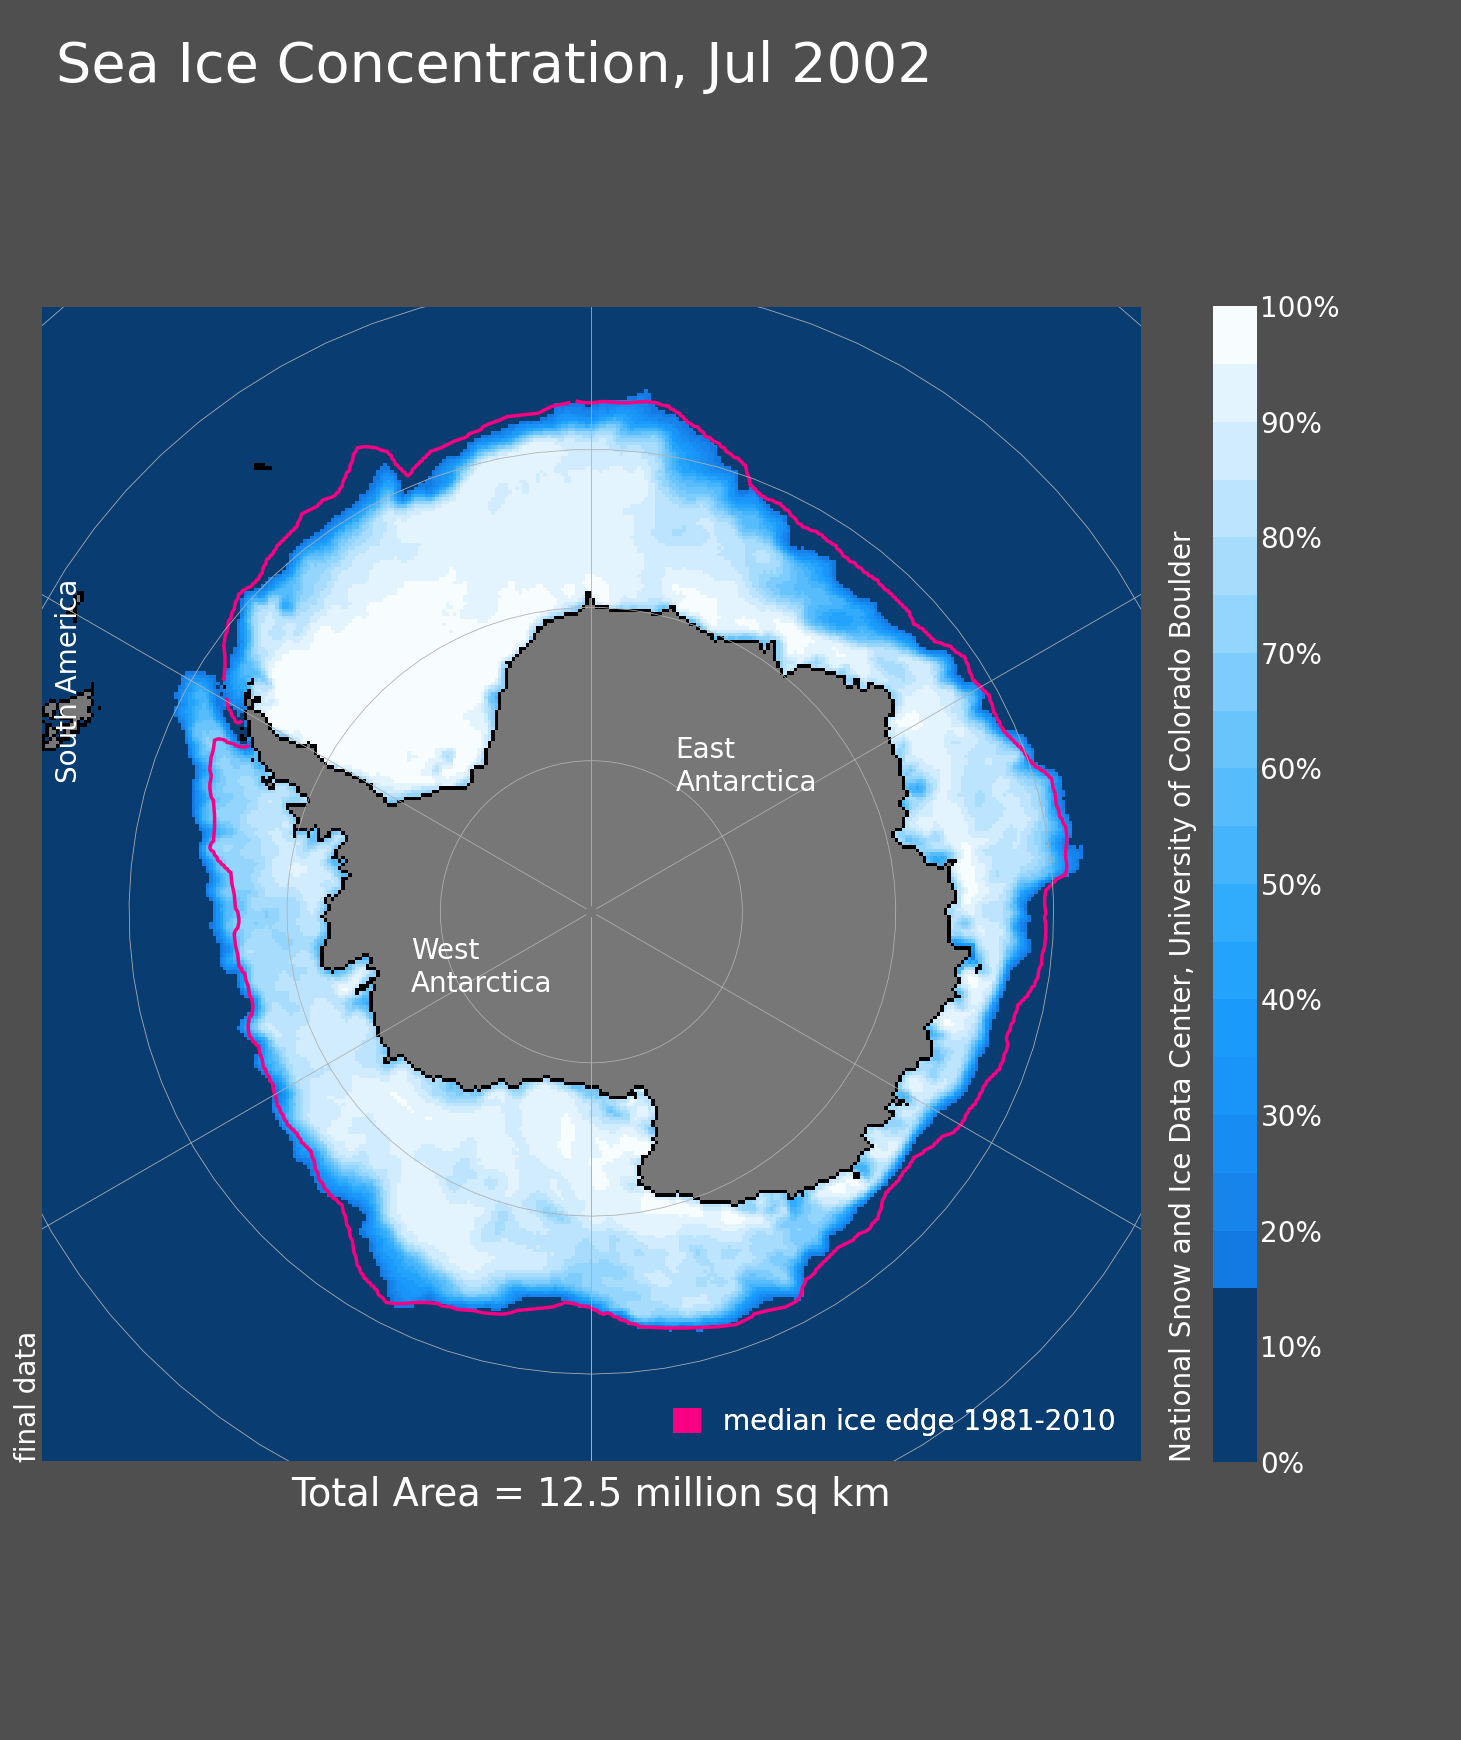 Sea Ice Concentration, Jul 2002
South America
East
Antarctica
West
Antarctica
median ice edge 1981-2010
final data
Total Area = 12.5 million sq km
National Snow and Ice Data Center, University of Colorado Boulder
100%
90%
80%
70%
60%
50%
40%
30%
20%
10%
0%